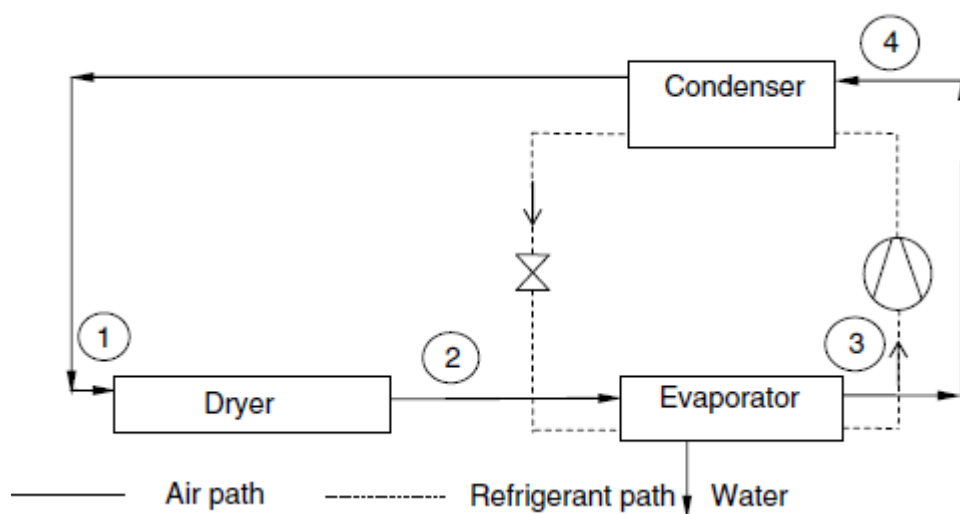 4
Condenser
1
2
3
Dryer
Evaporator
Air path
Refrigerant path
Water